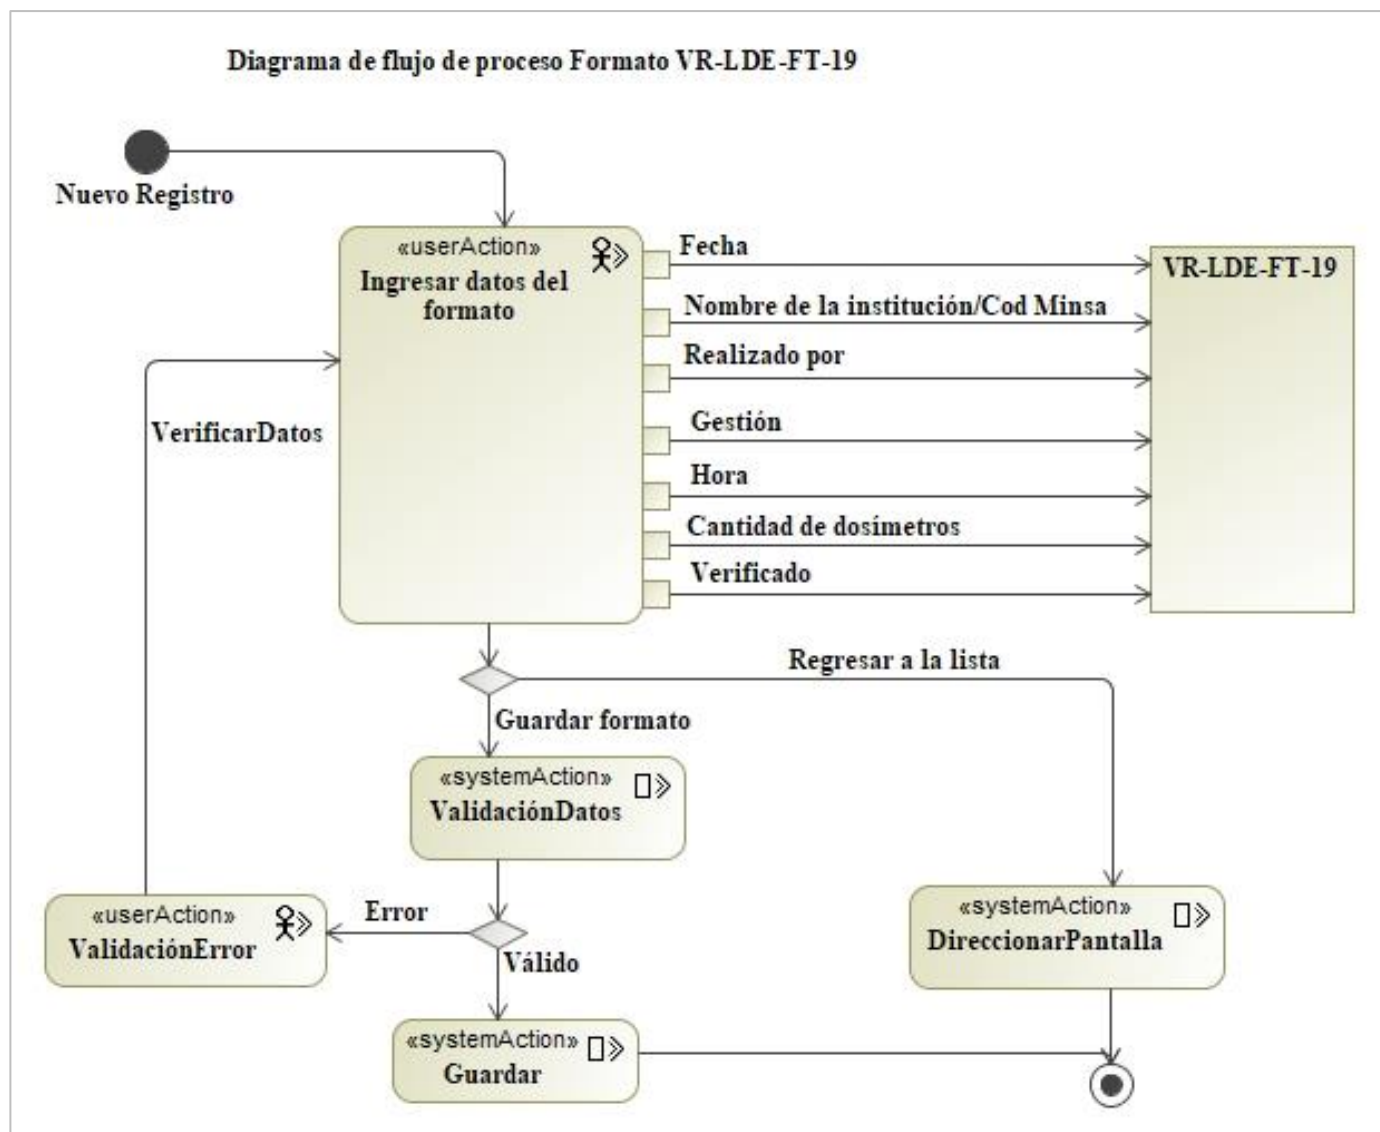 Diagrama de flujo de proceso Formato VR-LDE-FT-19
Nuevo Registro
«userAction»
Ingresar datos del
formato
Fecha
VR-LDE-FT-19
Nombre de la institución/Cod Minsa
Realizado por
Gestión
VerificarDatos
Hora
Cantidad de dosímetros
Verificado
Regresar a la lista
Guardar formato
«systemAction»
ValidaciónDatos
Error
«userAction»
ValidaciónError
Válido
«systemAction»
DireccionarPantalla
«systemAction»
Guardar